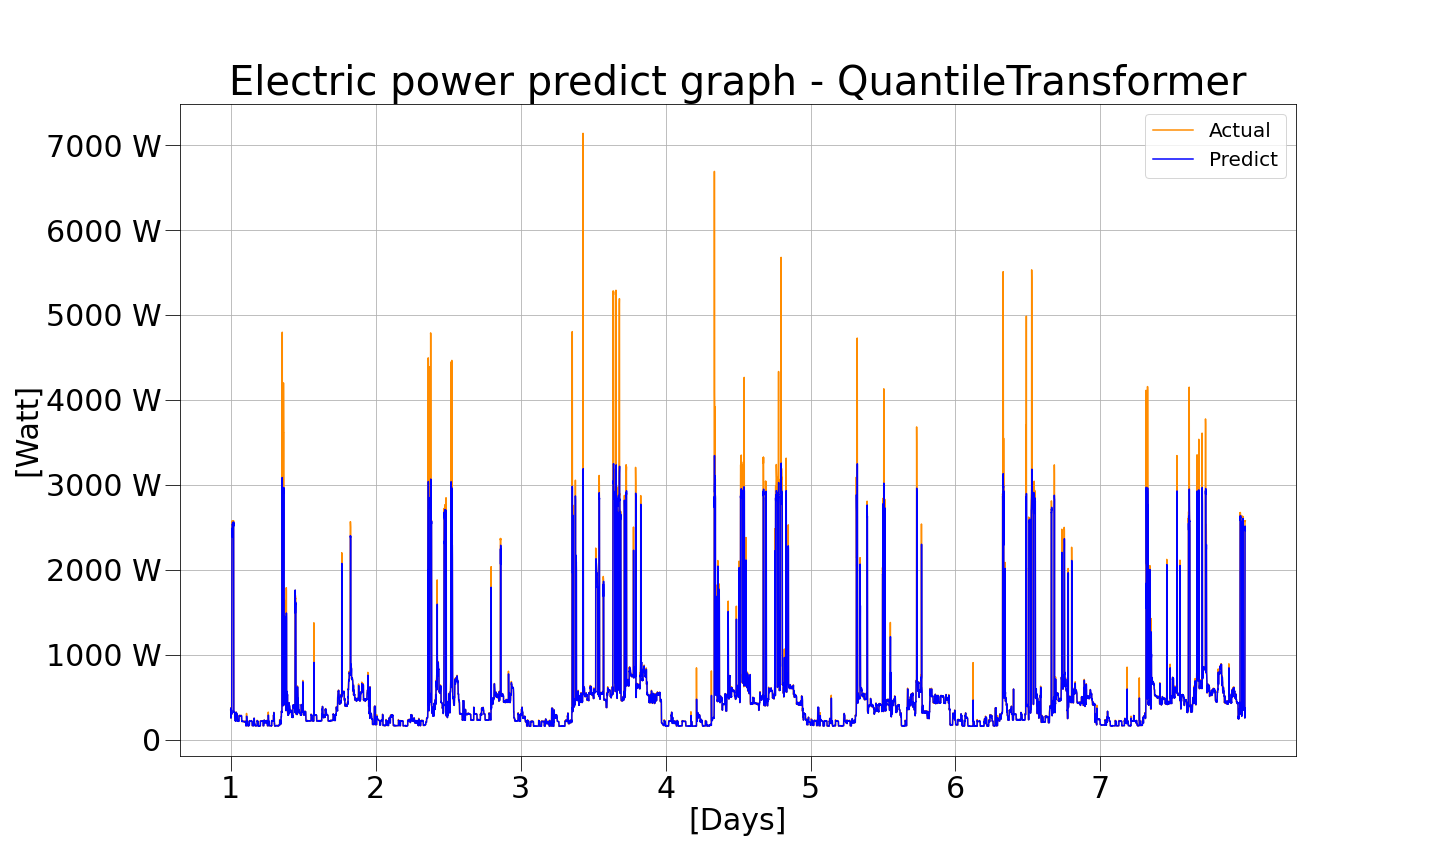 Electric power predict graph - QuantileTransformer
Actual
Predict
7000 W
6000 W
5000 W
4000 W
3000 W
2000 W
1000 W
0
[Watt]
1 2 3 4 5 6 7
[Days]